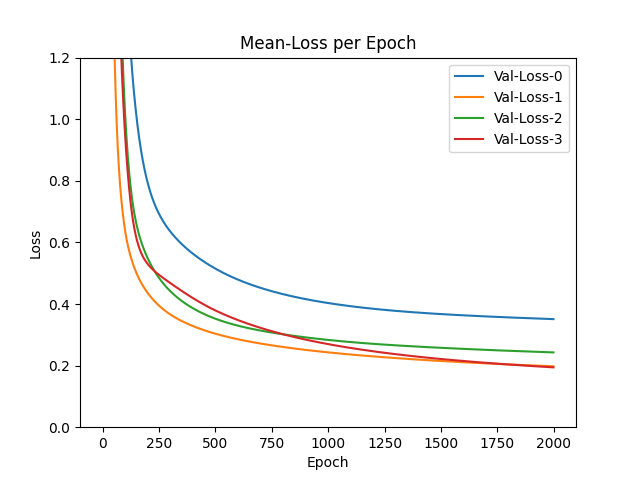 Mean-Loss per Epoch
1.2
1.0
0.8
0.6
0.4
0.2
0.0
Loss
Val-Loss-0
Val-Loss-1
Val-Loss-2
Val-Loss-3
0 250 500 750 1000 1250 1500 1750 2000
Epoch